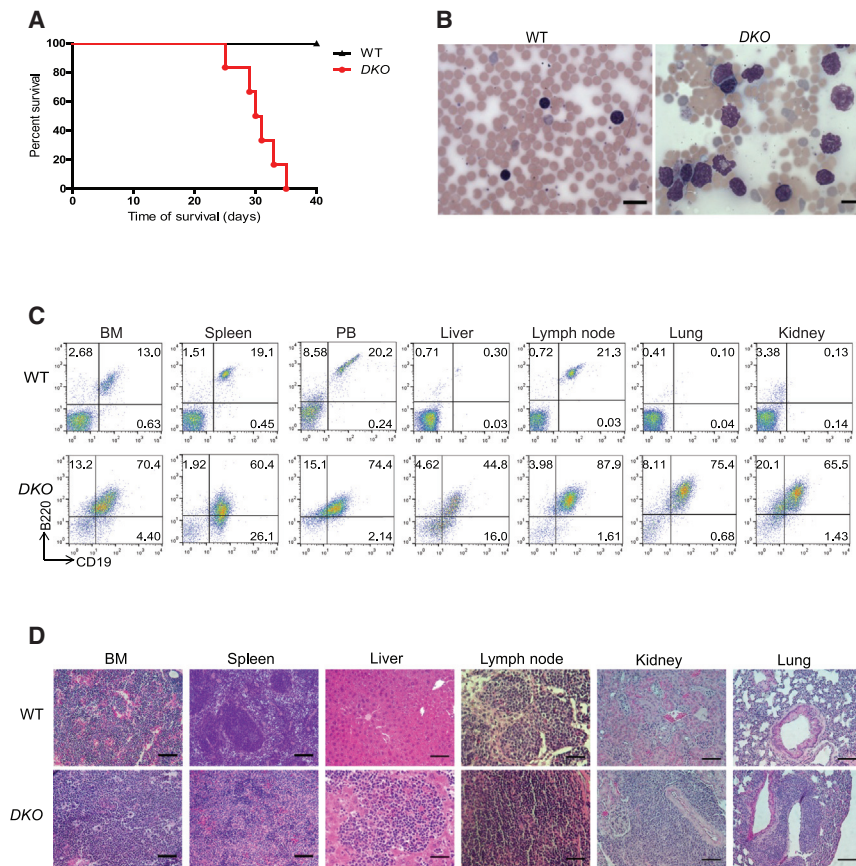 A
100
80
60
40
20
0
Percent survival
0 10 20 30 40
Time of survival (days)
WT
DKO
B
WT DKO
C
BM Spleen PB Liver Lymph node Lung Kidney
WT
2.68 13.0 1.51 19.1 8.58 20.2 0.71 0.30 0.72 21.3 0.41 0.10 3.38 0.13
0.63 0.45 0.24 0.03 0.03 0.04 0.14
DKO
13.2 70.4 1.92 60.4 15.1 74.4 4.62 44.8 3.98 87.9 8.11 75.4 20.1 65.5
4.40 26.1 2.14 16.0 1.61 0.68 1.43
B220
CD19
D
BM Spleen Liver Lymph node Kidney Lung
WT
DKO